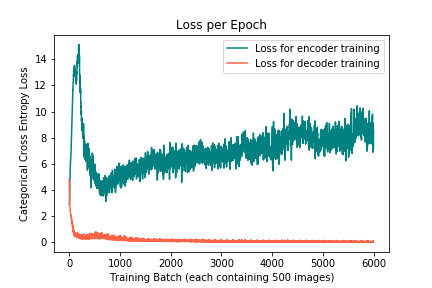 Loss per Epoch
Loss for encoder training
Loss for decoder training
Categorical Cross Entropy Loss
14
12
10
8
6
4
2
0
0 1000 2000 3000 4000 5000 6000
Training Batch (each containing 500 images)